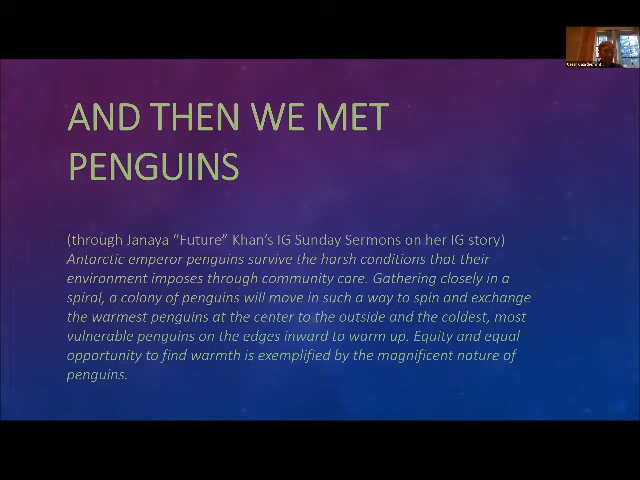 AND THEN WE MET
PENGUINS
(through Janaya “Future” Khan’s IG Sunday Sermons on her IG story)
Antarctic emperor penguins survive the harsh conditions that their
environment imposes through community care. Gathering closely in a
spiral, a colony of penguins will move in such a way to spin and exchange
the warmest penguins at the center to the outside and the coldest, most
vulnerable penguins on the edges inward to warm up. Equity and equal
opportunity to find warmth is exemplified by the magnificent nature of
penguins.